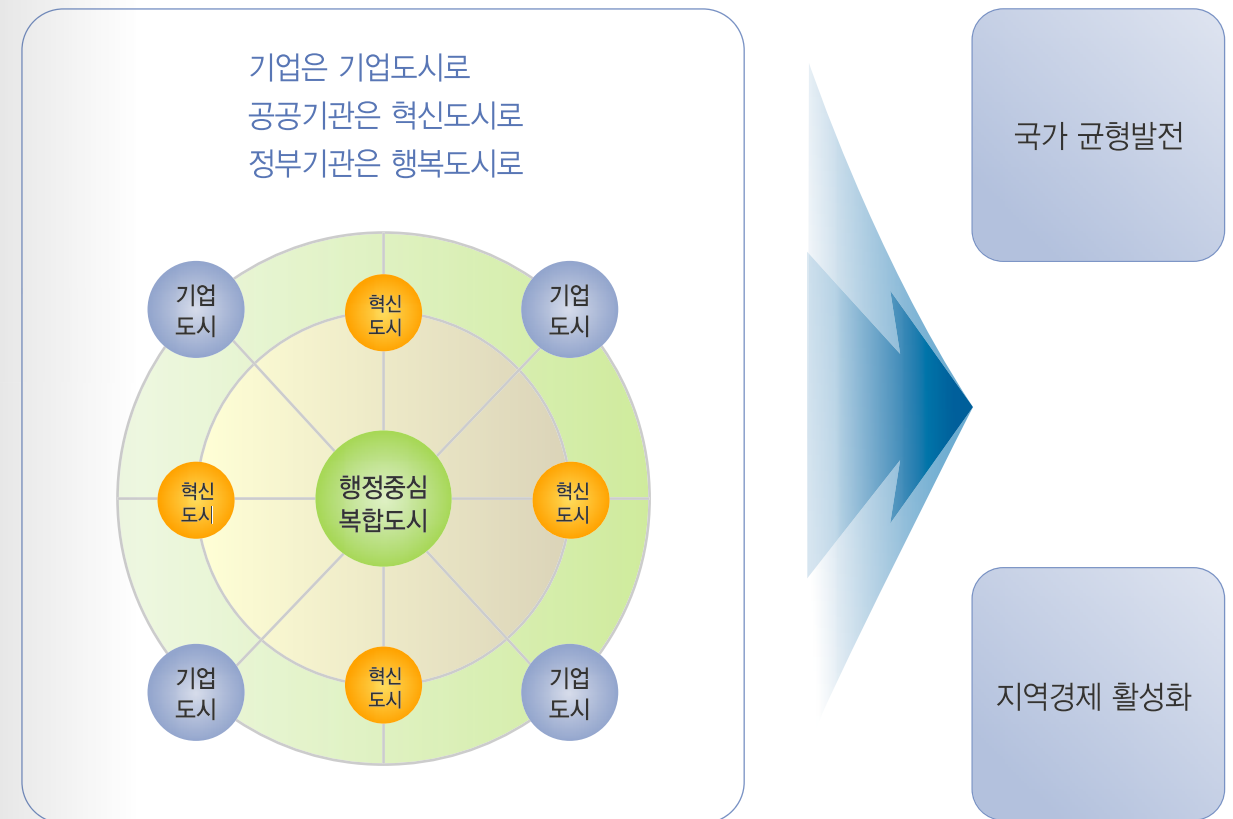 기업은 기업도시로
공공기관은 혁신도시로
정부기관은 행복도시로
기업
도시
혁신
도시
기업
도시
혁신
도시
행정중심
복합도시
혁신
도시
기업
도시
혁신
도시
기업
도시
국가 균형발전
지역경제 활성화